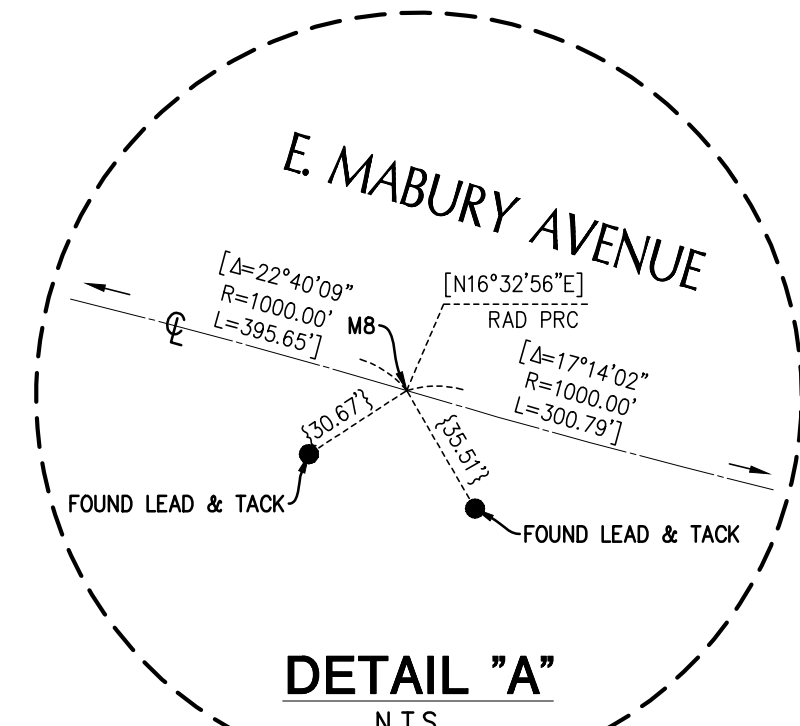 E. MABURY AVENUE
[Δ=22°40'09"
R=1000.00'
L=395.65']
[N16°32'56"E]
RAD PRC
M8
℄
[Δ=17°14'02"
R=1000.00'
L=300.79']
{30.67'}
{35.51'}
FOUND LEAD & TACK
FOUND LEAD & TACK
DETAIL "A"
N.T.S.